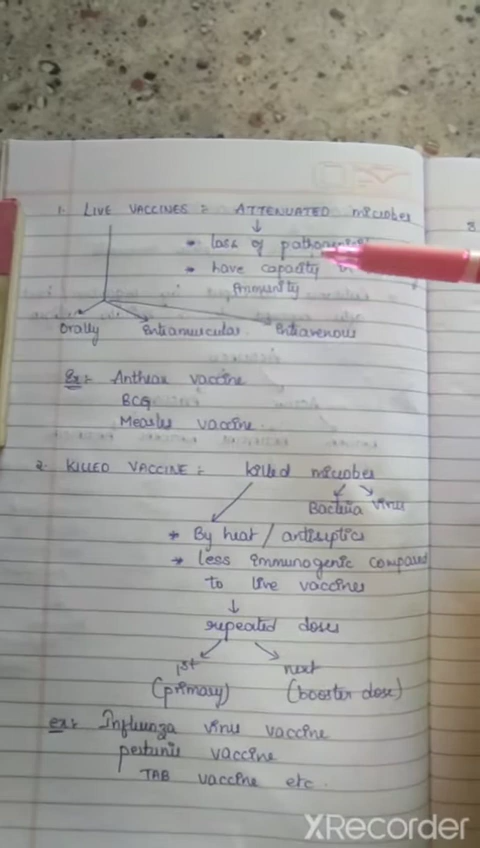 1. LIVE VACCINES : ATTENUATED microbes
* loss of
* have capacity
Immunity
Orally Intramuscular. Intravenous
Ex:- Anthrax vaccine
BCG
Measles vaccine.
2. KILLED VACCINE : killed microbes
Bacteria virus
* By heat / antiseptics
* less immunogenic compared
to live vaccines
repeated doses
1st next
(primary) (booster dose)
ex: Influenza virus vaccine
pertusis vaccine
TAB vaccine etc.
XRecorder